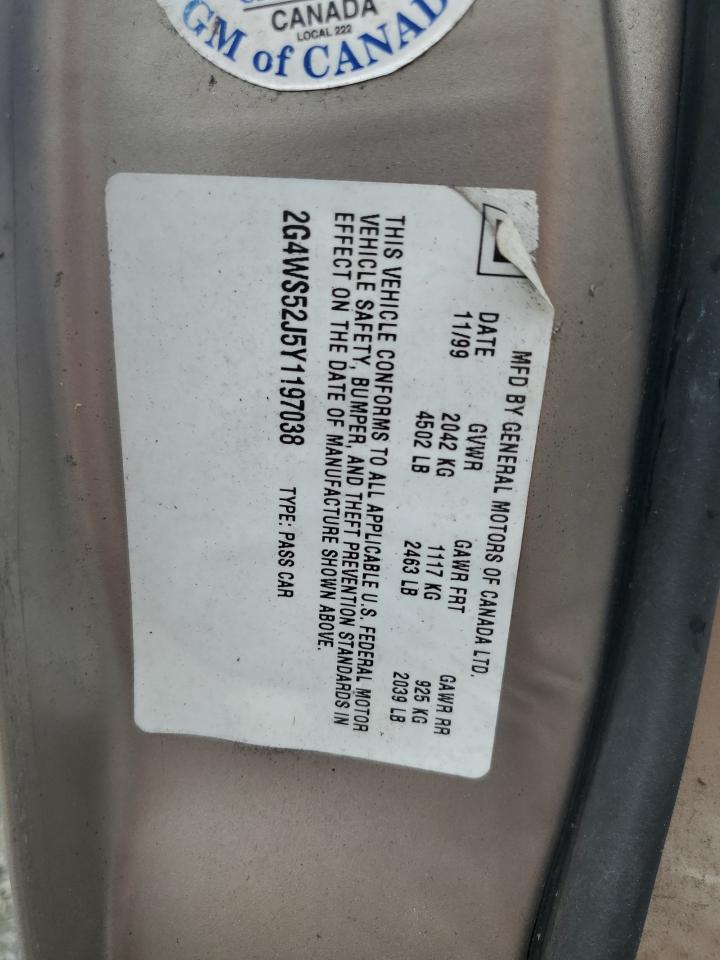 CANADA
LOCAL 222
GM of CANAD
MFD BY GENERAL MOTORS OF CANADA LTD.
DATE GVWR GAWR FRT GAWR RR
11/99 2042 KG 1117 KG 925 KG
4502 LB 2463 LB 2039 LB
THIS VEHICLE CONFORMS TO ALL APPLICABLE U.S. FEDERAL MOTOR
VEHICLE SAFETY, BUMPER, AND THEFT PREVENTION STANDARDS IN
EFFECT ON THE DATE OF MANUFACTURE SHOWN ABOVE.
2G4WS52J5Y1197038 TYPE: PASS CAR